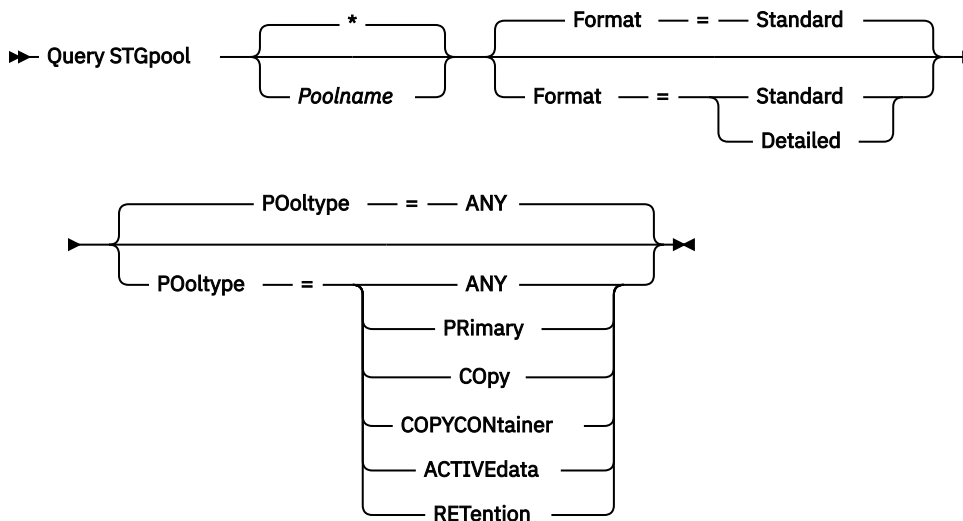 *
Format = Standard
Query STGpool
Poolname
Format = Standard
Detailed
POoltype = ANY
POoltype = ANY
PRimary
COpy
COPYCONtainer
ACTIVEdata
RETention